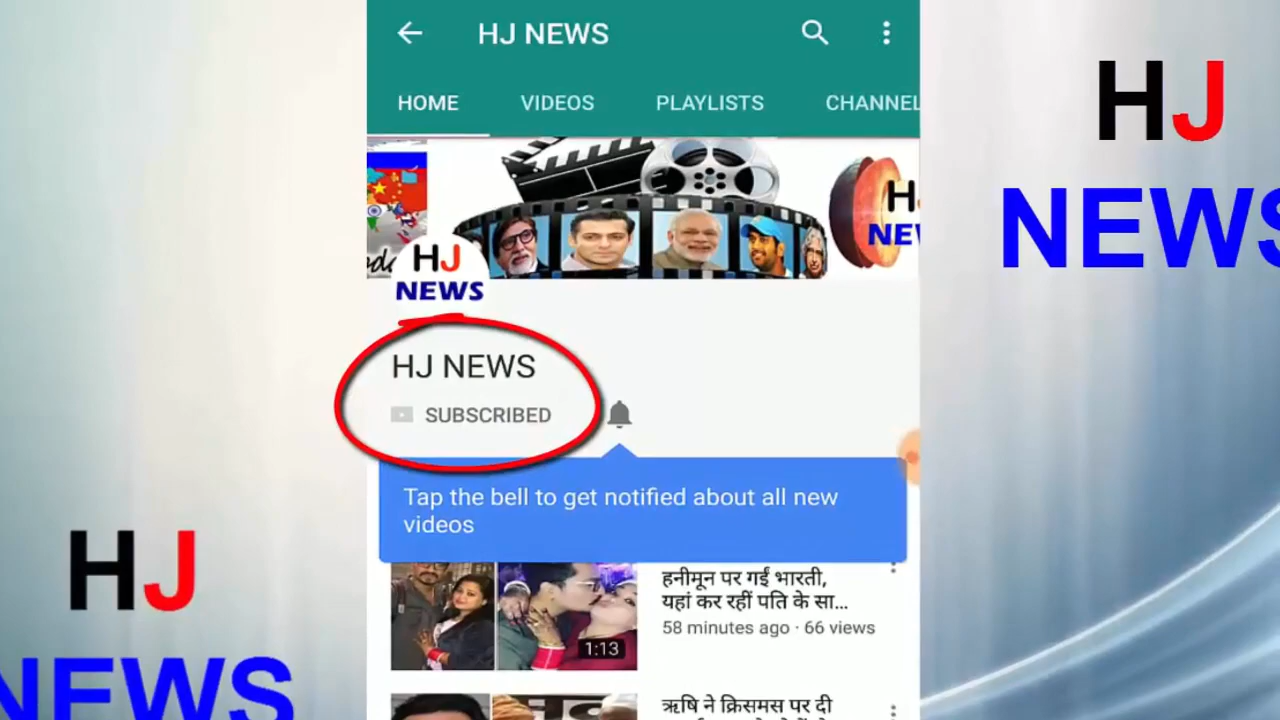 HJ NEWS
HOME VIDEOS PLAYLISTS CHANNEL
HJ
NEWS
HJ
NEWS
HJ NEWS
SUBSCRIBED
Tap the bell to get notified about all new
videos
हनीमून पर गईं भारती,
यहां कर रहीं पति के सा...
58 minutes ago · 66 views
1:13
ऋषि ने क्रिसमस पर दी
HJ
NEWS